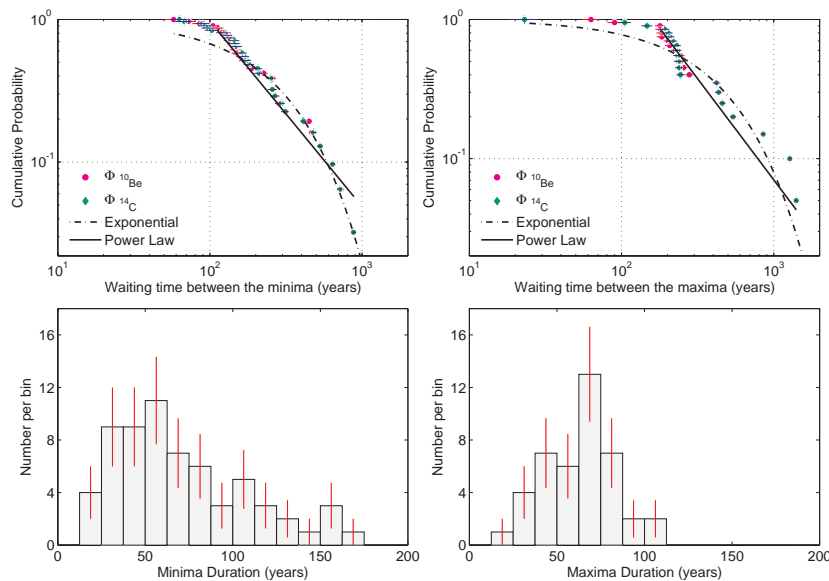 10^0
10^-1
Cumulative Probability
Φ 10Be
Φ 14C
Exponential
Power Law
10^1 10^2 10^3
Waiting time between the minima (years)
10^0
10^-1
Cumulative Probability
Φ 10Be
Φ 14C
Exponential
Power Law
10^1 10^2 10^3
Waiting time between the maxima (years)
16
12
8
4
0
Number per bin
0 50 100 150 200
Minima Duration (years)
16
12
8
4
0
Number per bin
0 50 100 150 200
Maxima Duration (years)